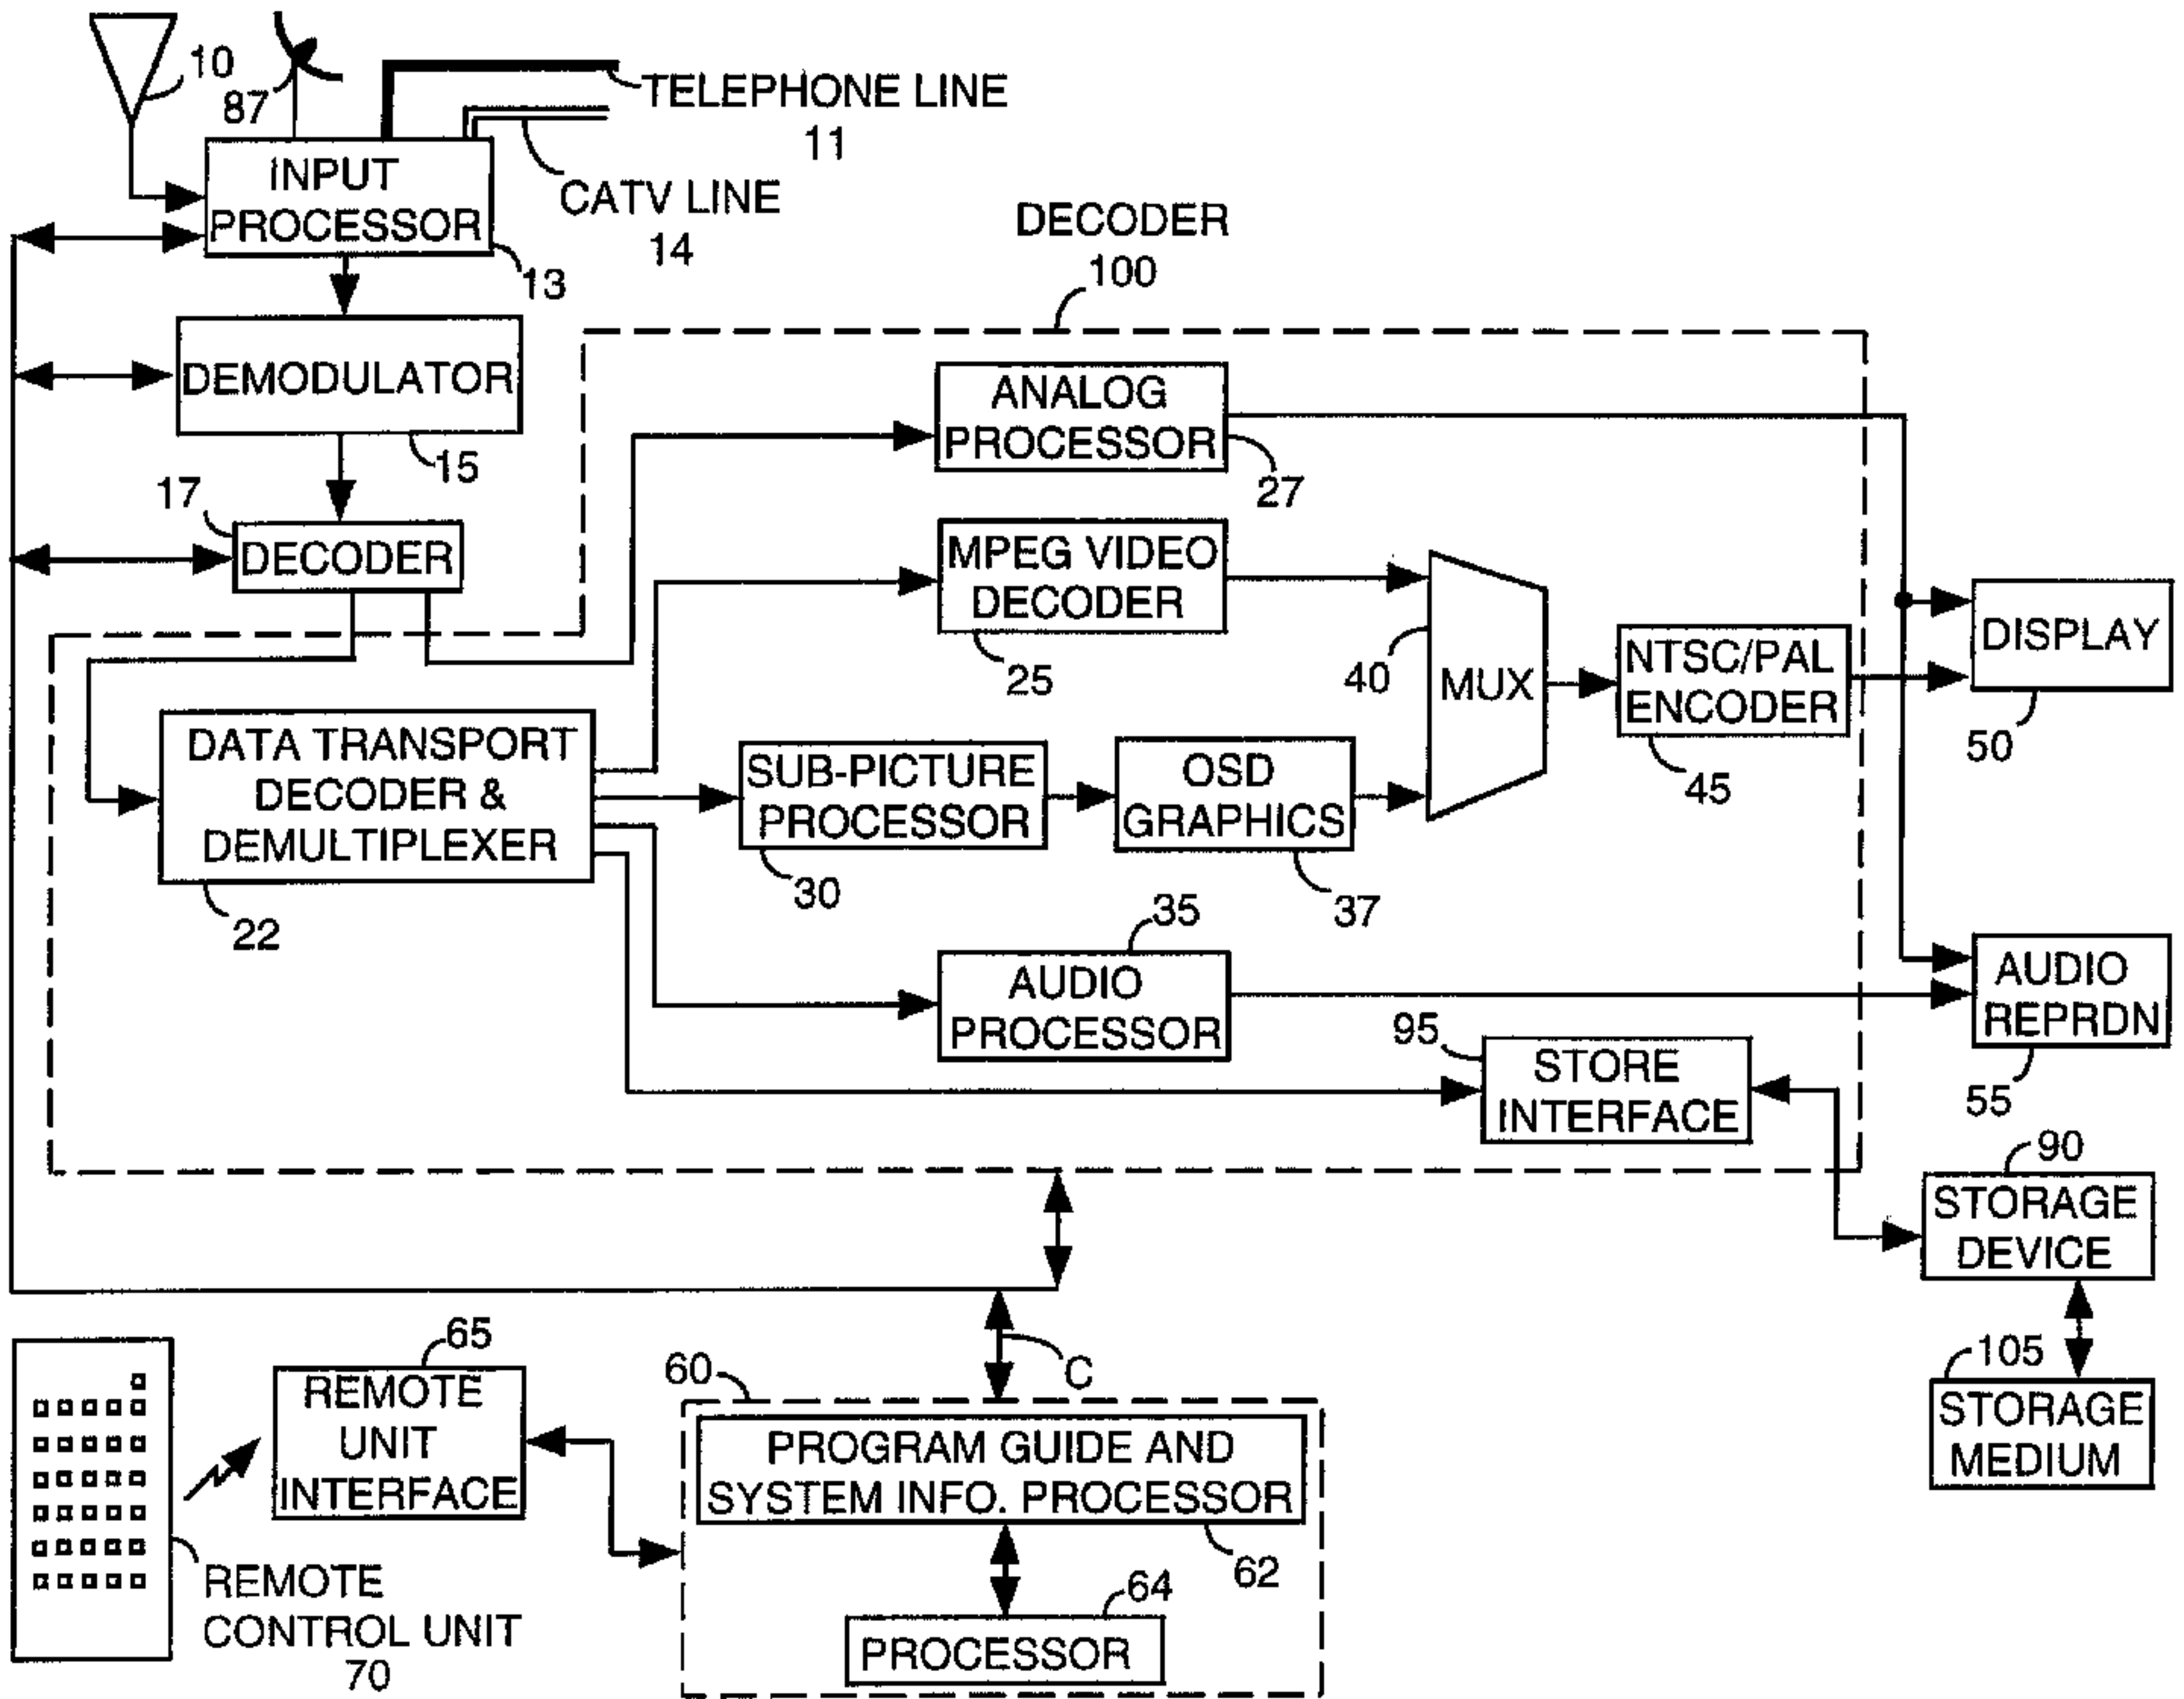 10
87
TELEPHONE LINE
11
INPUT
PROCESSOR
CATV LINE
14
13
DECODER
100
DEMODULATOR
15
ANALOG
PROCESSOR
27
17
DECODER
MPEG VIDEO
DECODER
25
40
MUX
NTSC/PAL
ENCODER
45
DISPLAY
50
DATA TRANSPORT
DECODER &
DEMULTIPLEXER
22
SUB-PICTURE
PROCESSOR
30
OSD
GRAPHICS
37
35
AUDIO
PROCESSOR
AUDIO
REPRDN
55
95
STORE
INTERFACE
90
STORAGE
DEVICE
105
STORAGE
MEDIUM
65
REMOTE
UNIT
INTERFACE
C
60
PROGRAM GUIDE AND
SYSTEM INFO. PROCESSOR
62
64
PROCESSOR
REMOTE
CONTROL UNIT
70